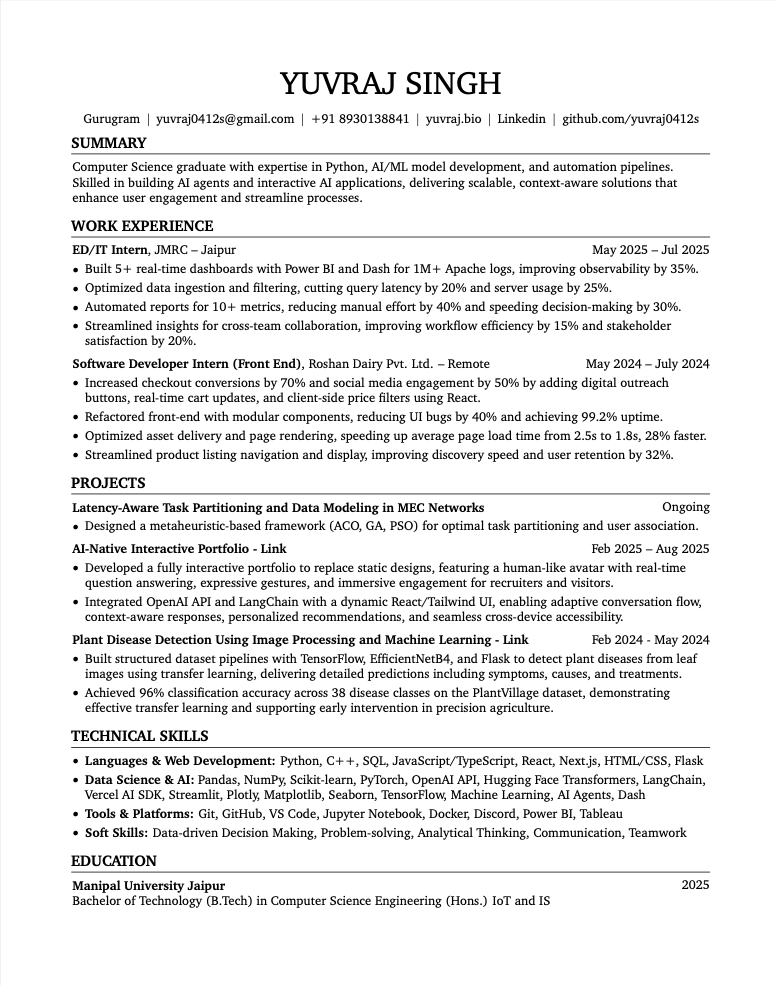 YUVRAJ SINGH
Gurugram | yuvraj0412s@gmail.com | +91 8930138841 | yuvraj.bio | Linkedin | github.com/yuvraj0412s
SUMMARY
Computer Science graduate with expertise in Python, AI/ML model development, and automation pipelines.
Skilled in building AI agents and interactive AI applications, delivering scalable, context-aware solutions that
enhance user engagement and streamline processes.
WORK EXPERIENCE
ED/IT Intern, JMRC – Jaipur May 2025 – Jul 2025
• Built 5+ real-time dashboards with Power BI and Dash for 1M+ Apache logs, improving observability by 35%.
• Optimized data ingestion and filtering, cutting query latency by 20% and server usage by 25%.
• Automated reports for 10+ metrics, reducing manual effort by 40% and speeding decision-making by 30%.
• Streamlined insights for cross-team collaboration, improving workflow efficiency by 15% and stakeholder
satisfaction by 20%.
Software Developer Intern (Front End), Roshan Dairy Pvt. Ltd. – Remote May 2024 – July 2024
• Increased checkout conversions by 70% and social media engagement by 50% by adding digital outreach
buttons, real-time cart updates, and client-side price filters using React.
• Refactored front-end with modular components, reducing UI bugs by 40% and achieving 99.2% uptime.
• Optimized asset delivery and page rendering, speeding up average page load time from 2.5s to 1.8s, 28% faster.
• Streamlined product listing navigation and display, improving discovery speed and user retention by 32%.
PROJECTS
Latency-Aware Task Partitioning and Data Modeling in MEC Networks Ongoing
• Designed a metaheuristic-based framework (ACO, GA, PSO) for optimal task partitioning and user association.
AI-Native Interactive Portfolio - Link Feb 2025 – Aug 2025
• Developed a fully interactive portfolio to replace static designs, featuring a human-like avatar with real-time
question answering, expressive gestures, and immersive engagement for recruiters and visitors.
• Integrated OpenAI API and LangChain with a dynamic React/Tailwind UI, enabling adaptive conversation flow,
context-aware responses, personalized recommendations, and seamless cross-device accessibility.
Plant Disease Detection Using Image Processing and Machine Learning - Link Feb 2024 - May 2024
• Built structured dataset pipelines with TensorFlow, EfficientNetB4, and Flask to detect plant diseases from leaf
images using transfer learning, delivering detailed predictions including symptoms, causes, and treatments.
• Achieved 96% classification accuracy across 38 disease classes on the PlantVillage dataset, demonstrating
effective transfer learning and supporting early intervention in precision agriculture.
TECHNICAL SKILLS
• Languages & Web Development: Python, C++, SQL, JavaScript/TypeScript, React, Next.js, HTML/CSS, Flask
• Data Science & AI: Pandas, NumPy, Scikit-learn, PyTorch, OpenAI API, Hugging Face Transformers, LangChain,
Vercel AI SDK, Streamlit, Plotly, Matplotlib, Seaborn, TensorFlow, Machine Learning, AI Agents, Dash
• Tools & Platforms: Git, GitHub, VS Code, Jupyter Notebook, Docker, Discord, Power BI, Tableau
• Soft Skills: Data-driven Decision Making, Problem-solving, Analytical Thinking, Communication, Teamwork
EDUCATION
Manipal University Jaipur 2025
Bachelor of Technology (B.Tech) in Computer Science Engineering (Hons.) IoT and IS